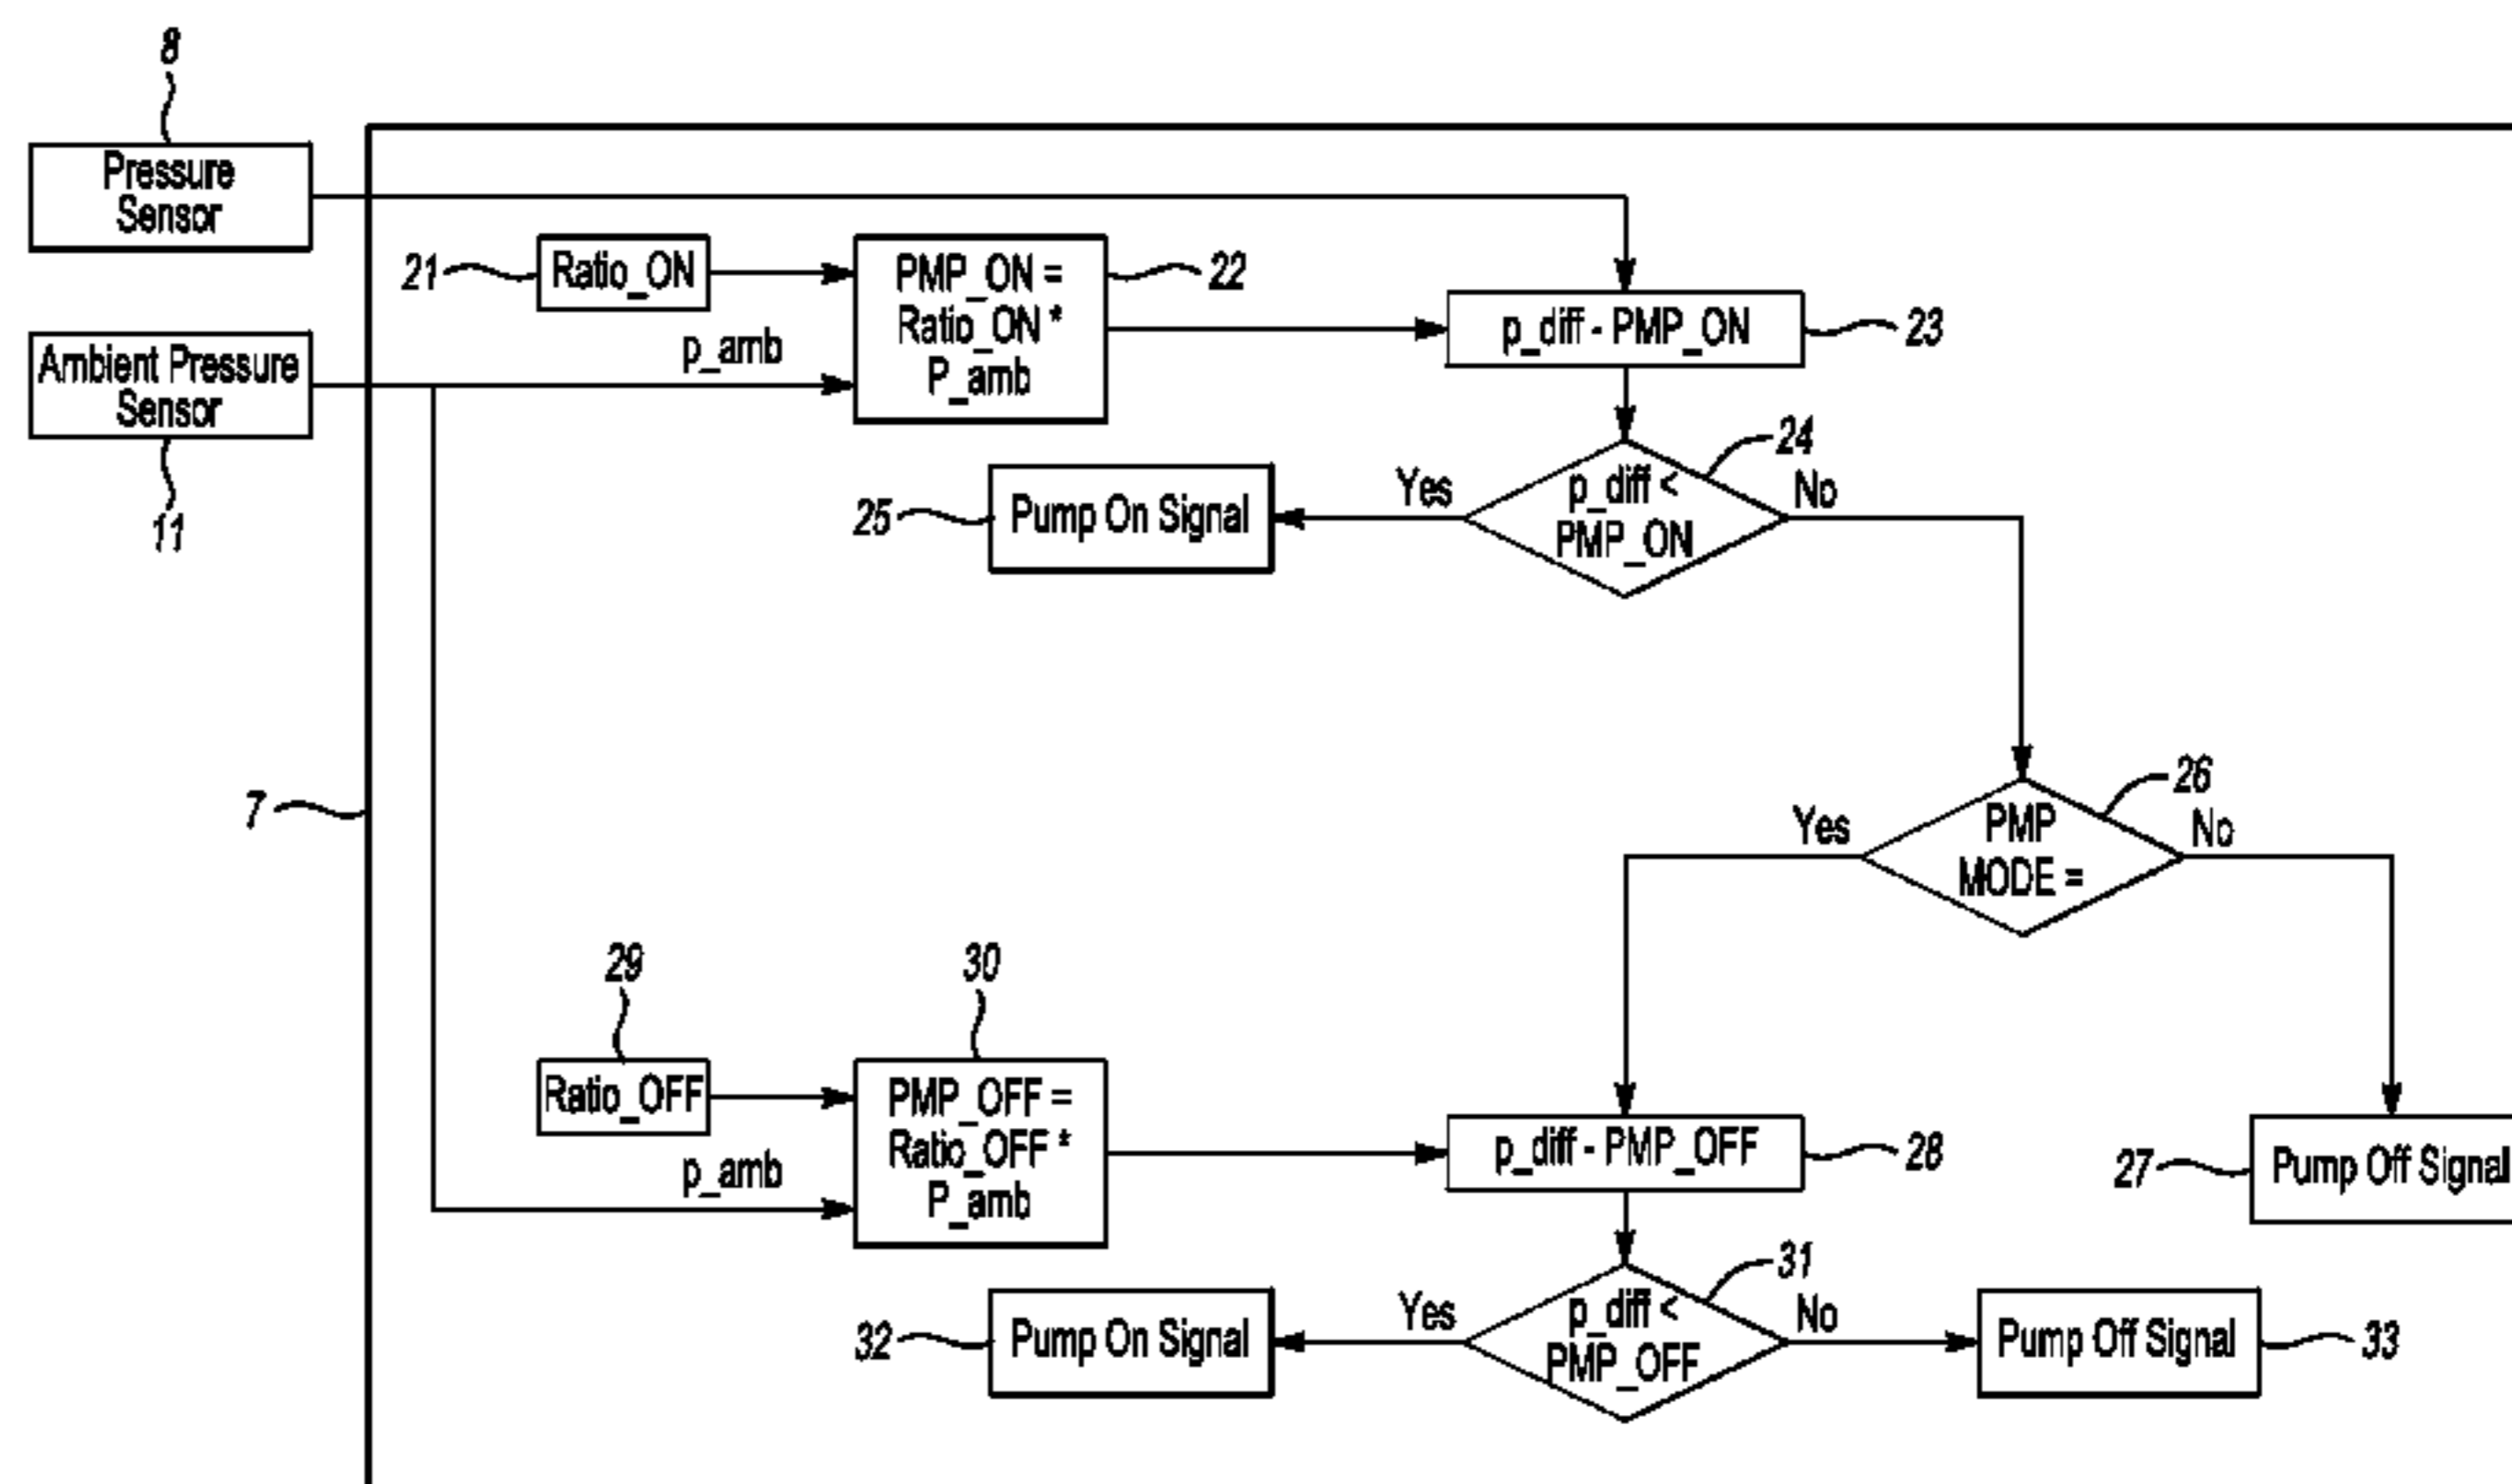 8
Pressure
Sensor
21
Ratio_ON
PMP_ON =
Ratio_ON *
P_amb
22
p_diff - PMP_ON
23
Ambient Pressure
Sensor
11
p_amb
24
Yes
p_diff <
PMP_ON
No
25
Pump On Signal
7
26
Yes
PMP
MODE =
No
29
30
Ratio_OFF
PMP_OFF =
Ratio_OFF *
P_amb
p_amb
p_diff - PMP_OFF
28
27
Pump Off Signal
31
Yes
p_diff <
PMP_OFF
No
32
Pump On Signal
Pump Off Signal
33